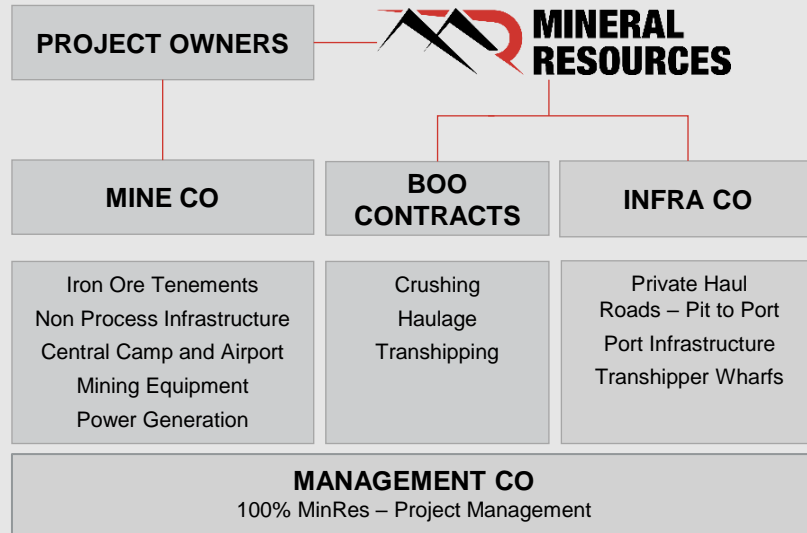 PROJECT OWNERS
MINERAL
RESOURCES
MINE CO
BOO
CONTRACTS
INFRA CO
Iron Ore Tenements
Non Process Infrastructure
Central Camp and Airport
Mining Equipment
Power Generation
Crushing
Haulage
Transhipping
Private Haul
Roads – Pit to Port
Port Infrastructure
Transhipper Wharfs
MANAGEMENT CO
100% MinRes – Project Management